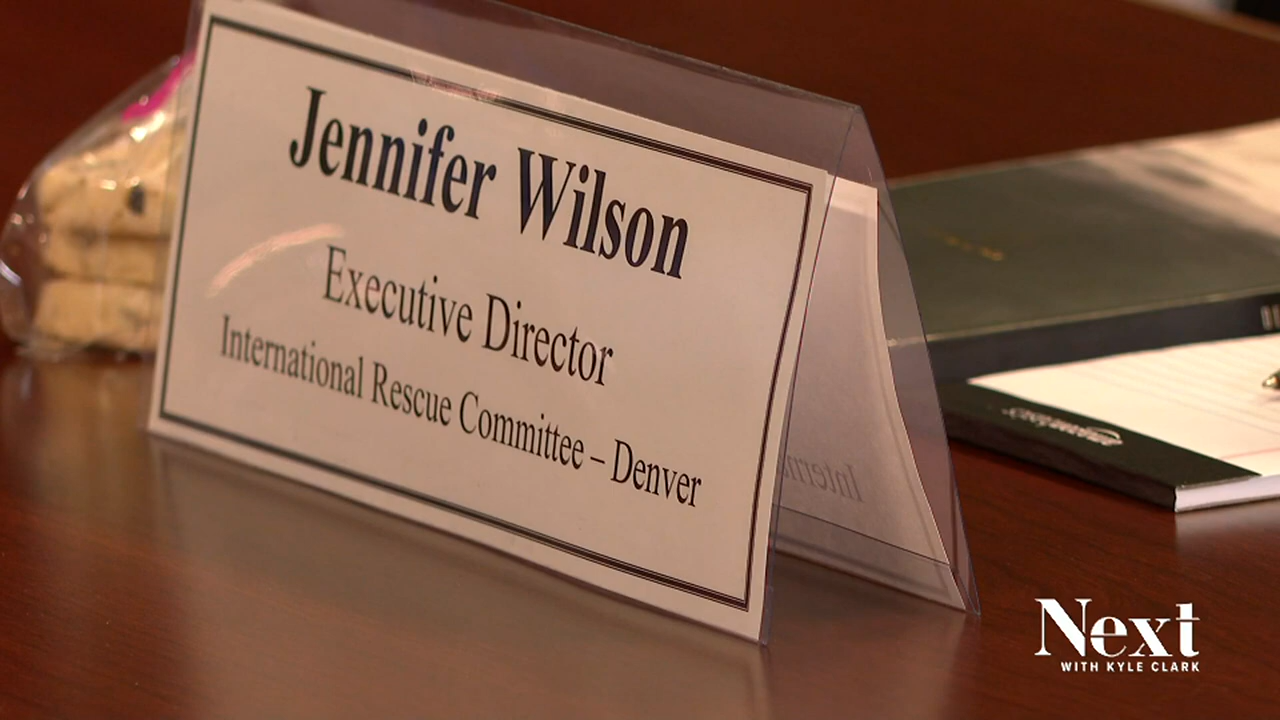 Jennifer Wilson
Executive Director
International Rescue Committee – Denver
Next
WITH KYLE CLARK